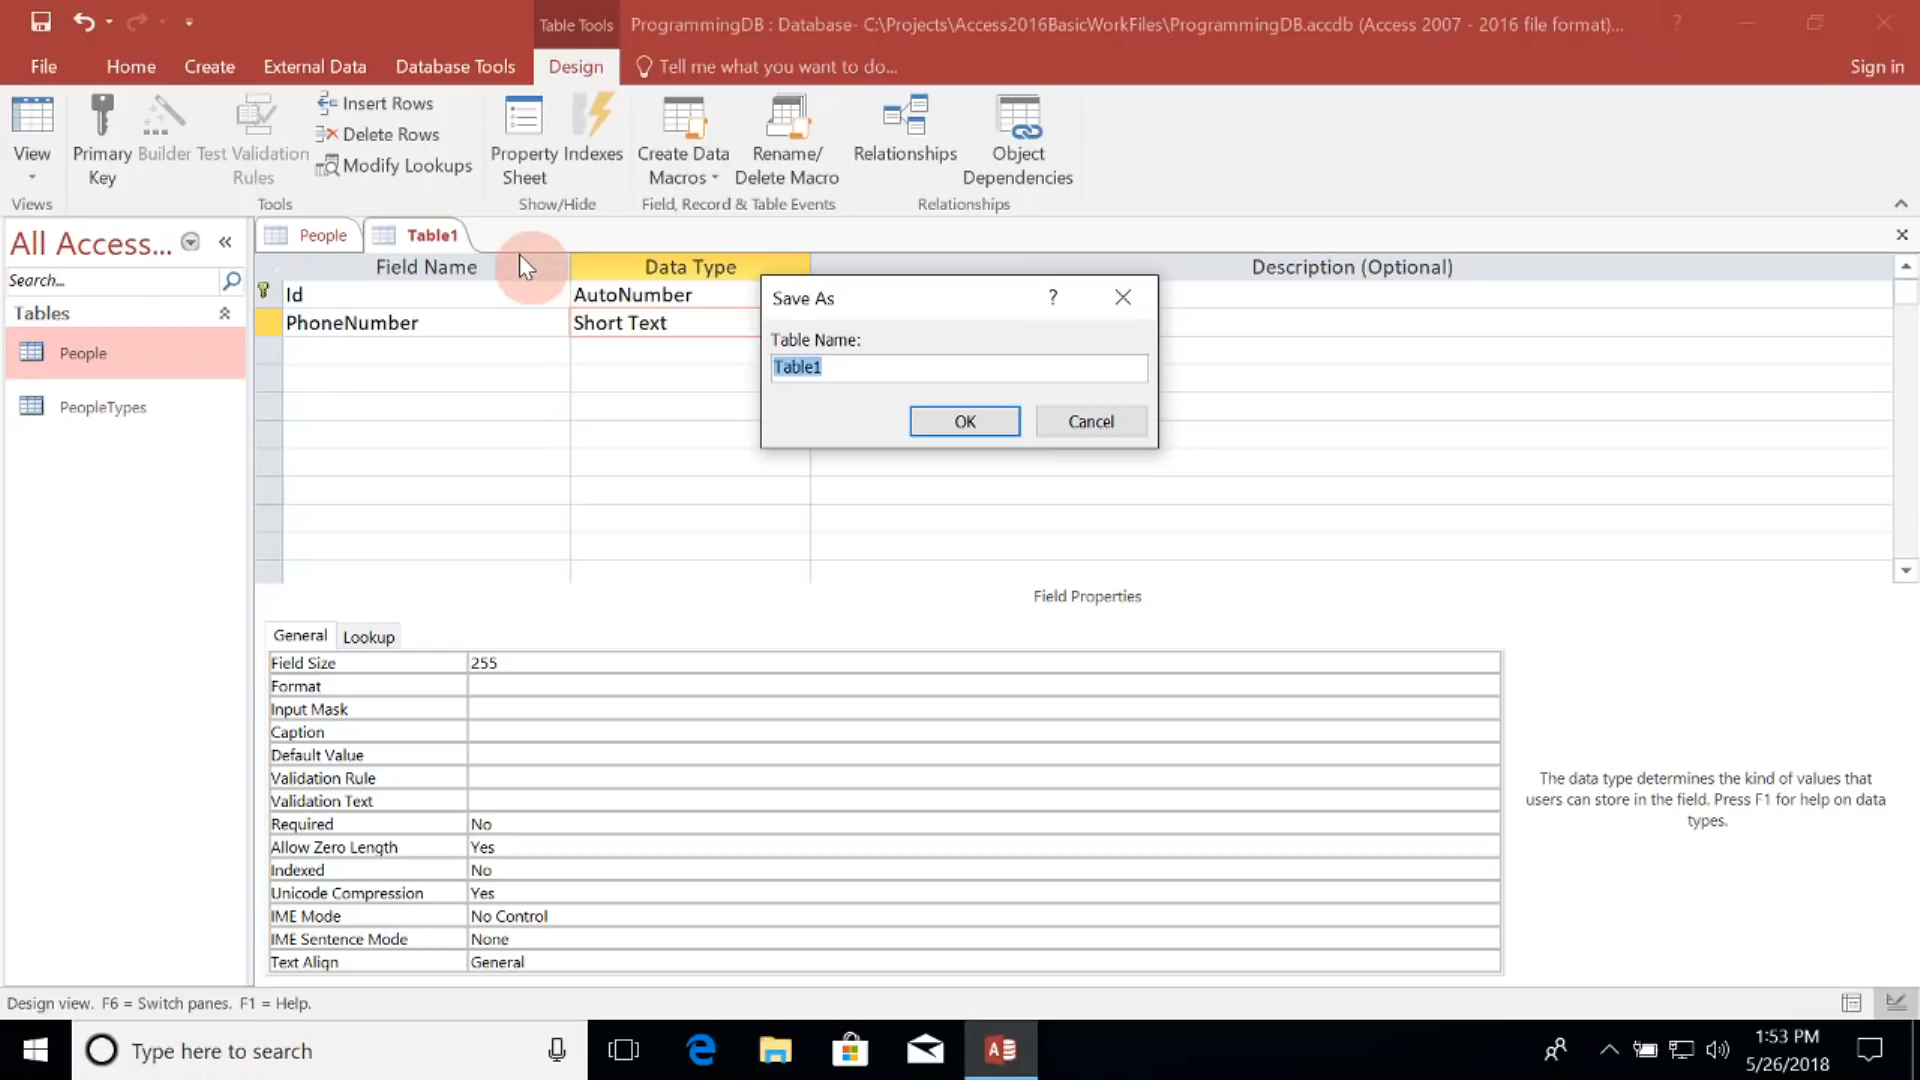 Table Tools
ProgrammingDB : Database- C:\Projects\Access2016BasicWorkFiles\ProgrammingDB.accdb (Access 2007 - 2016 file format)...
?
File
Home
Create
External Data
Database Tools
Design
Tell me what you want to do...
Sign in
View
Primary Key
Builder
Test Validation Rules
Insert Rows
Delete Rows
Modify Lookups
Property Sheet
Indexes
Create Data Macros
Rename/ Delete Macro
Relationships
Object Dependencies
Views
Tools
Show/Hide
Field, Record & Table Events
Relationships
All Access...
«
Search...
Tables
People
PeopleTypes
People
Table1
Field Name
Data Type
Description (Optional)
Id
AutoNumber
PhoneNumber
Short Text
Save As
?
Table Name:
Table1
OK
Cancel
Field Properties
General
Lookup
Field Size 255
Format
Input Mask
Caption
Default Value
Validation Rule
Validation Text
Required No
Allow Zero Length Yes
Indexed No
Unicode Compression Yes
IME Mode No Control
IME Sentence Mode None
Text Align General
The data type determines the kind of values that
users can store in the field. Press F1 for help on data
types.
Design view. F6 = Switch panes. F1 = Help.
Type here to search
1:53 PM
5/26/2018